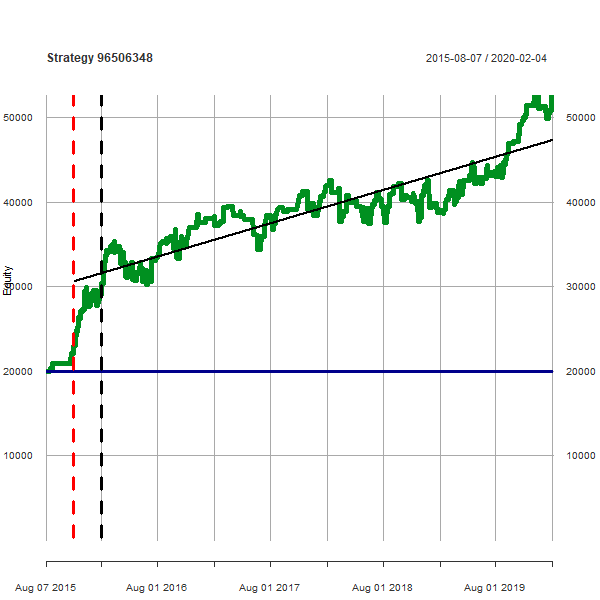 Strategy 96506348
2015-08-07 / 2020-02-04
50000
50000
40000
40000
Equity
30000
30000
20000
20000
10000
10000
Aug 07 2015
Aug 01 2016
Aug 01 2017
Aug 01 2018
Aug 01 2019